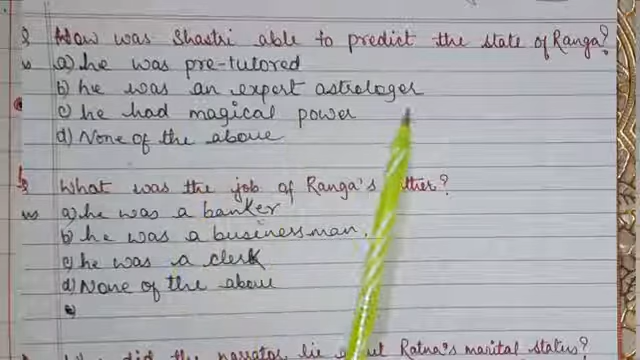 Q How was Shastri able to predict the state of Ranga?
a) he was pre-tutored
b) he was an expert astrologer
c) he had magical power
d) None of the above
Q What was the job of Ranga's
a) he was a banker
b) he was a businessman.
c) he was a clerk
d) None of the above
did the narrator lie Ratna's marital status?